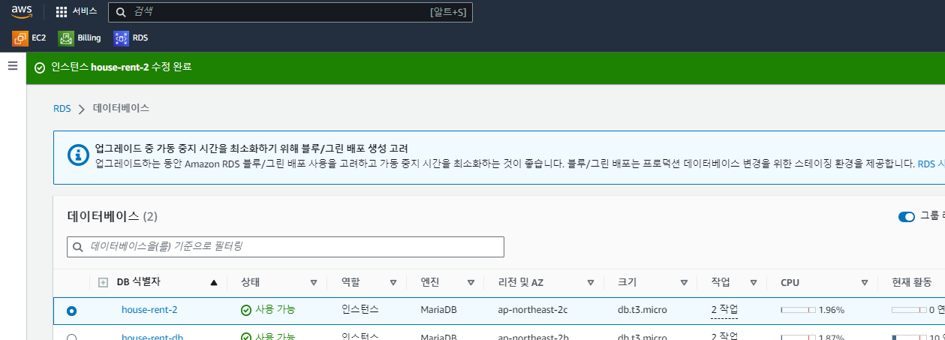 aws
서비스
검색
[알트+S]
EC2
Billing
RDS
인스턴스 house-rent-2 수정 완료
RDS > 데이터베이스
업그레이드 중 가동 중지 시간을 최소화하기 위해 블루/그린 배포 생성 고려
업그레이드하는 동안 Amazon RDS 블루/그린 배포 사용을 고려하고 가동 중지 시간을 최소화하는 것이 좋습니다. 블루/그린 배포는 프로덕션 데이터베이스 변경을 위한 스테이징 환경을 제공합니다. RDS
데이터베이스 (2)
그룹
데이터베이스을(를) 기준으로 필터링
DB 식별자 상태 역할 엔진 리전 및 AZ 크기 작업 CPU 현재 활동
house-rent-2 사용 가능 인스턴스 MariaDB ap-northeast-2c db.t3.micro 2 작업 1.96% 0
house-rent-db 사용 가능 인스턴스 MariaDB ap-northeast-2b db.t3.micro 2 작업 1.87% 10